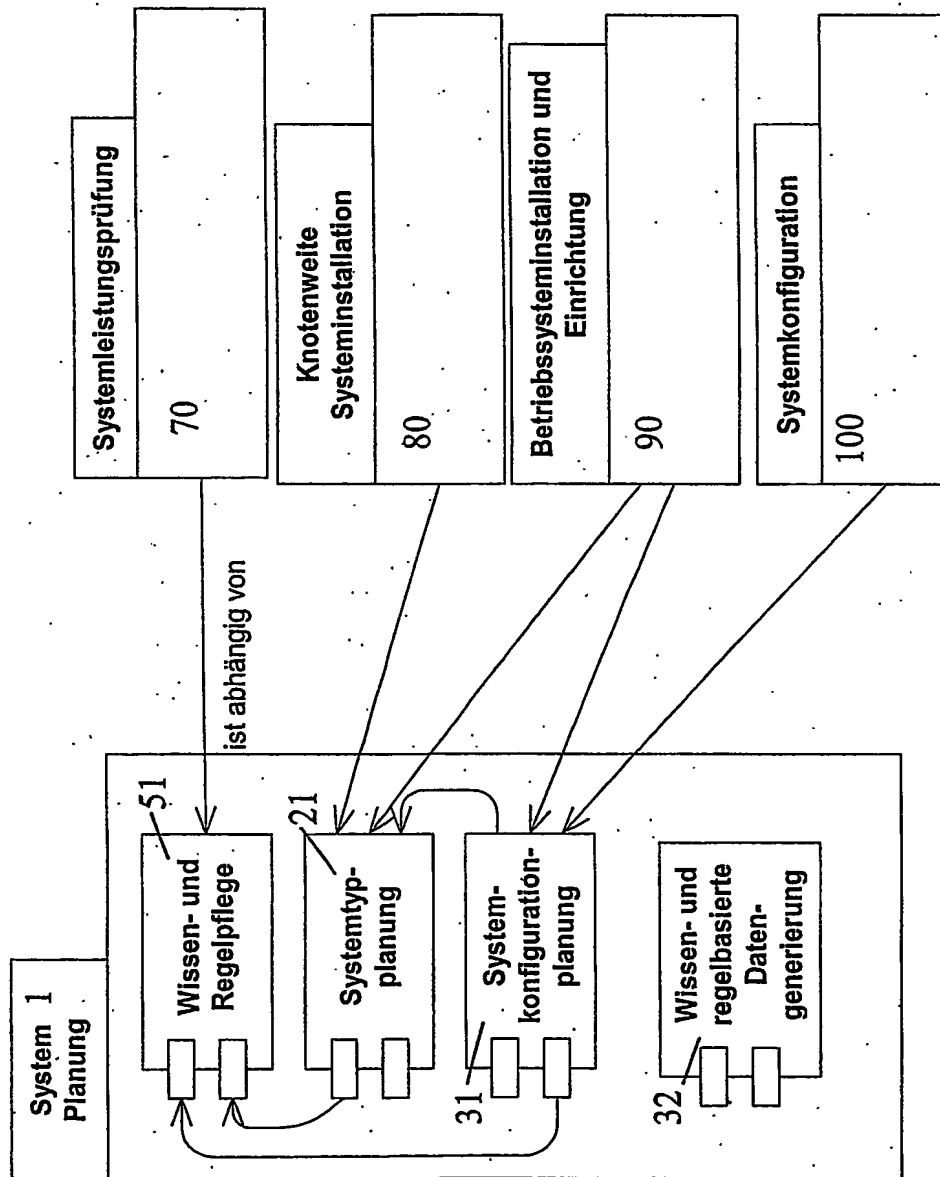 System 1
Planung
Wissen- und
Regelpflege
51
Systemtyp-
planung
21
System-
konfiguration-
planung
31
Wissen- und
regelbasierte
Daten-
generierung
32
ist abhängig von
Systemleistungsprüfung
70
Knotenweite
Systeminstallation
80
Betriebssysteminstallation und
Einrichtung
90
Systemkonfiguration
100